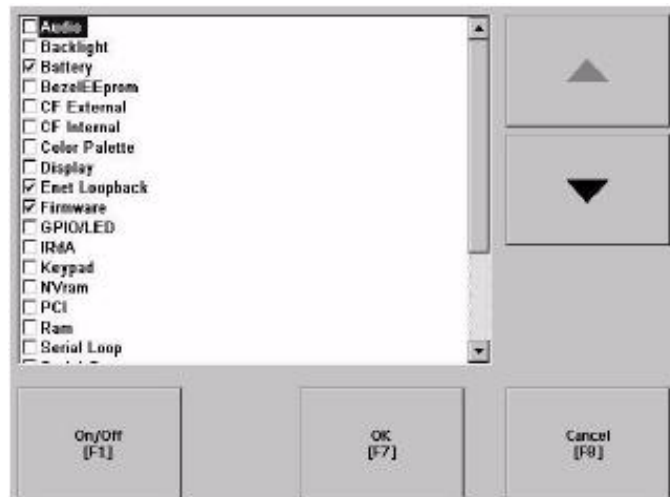 Audio
Backlight
Battery
BezelEEprom
CF External
CF Internal
Color Palette
Display
Enet Loopback
Firmware
GPIO/LED
IRdA
Keypad
NVram
PCI
Ram
Serial Loop
On/Off
[F1]
OK
[F7]
Cancel
[F8]